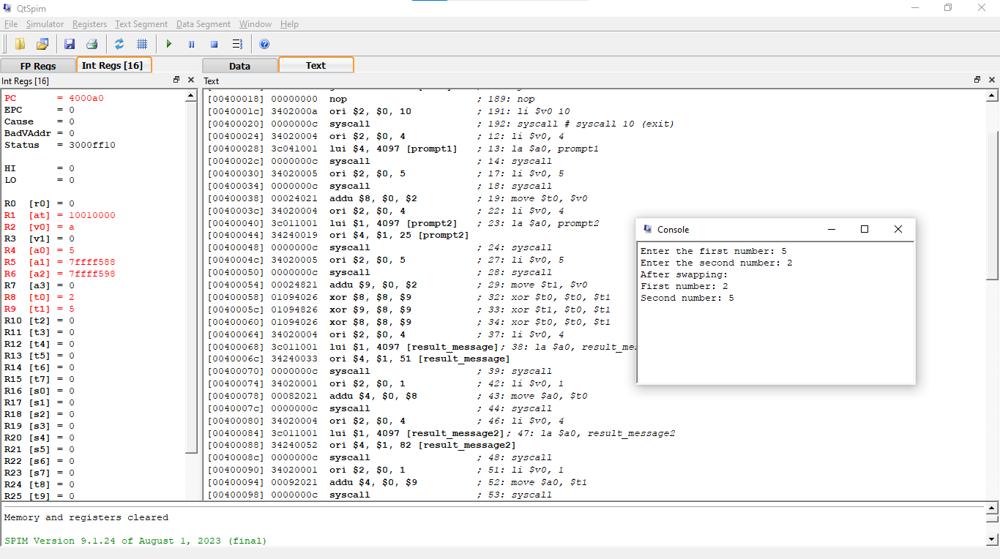 QtSpim
File Simulator Registers Text Segment Data Segment Window Help
FP Regs Int Regs [16] Data Text
Int Regs [16]
PC = 4000a0
EPC = 0
Cause = 0
BadVAddr = 0
Status = 3000ff10
HI = 0
LO = 0
R0 [r0] = 0
R1 [at] = 10010000
R2 [v0] = a
R3 [v1] = 0
R4 [a0] = 5
R5 [a1] = 7ffff588
R6 [a2] = 7ffff598
R7 [a3] = 0
R8 [t0] = 2
R9 [t1] = 5
R10 [t2] = 0
R11 [t3] = 0
R12 [t4] = 0
R13 [t5] = 0
R14 [t6] = 0
R15 [t7] = 0
R16 [s0] = 0
R17 [s1] = 0
R18 [s2] = 0
R19 [s3] = 0
R20 [s4] = 0
R21 [s5] = 0
R22 [s6] = 0
R23 [s7] = 0
R24 [t8] = 0
R25 [t9] = 0
Text
[00400018] 00000000 nop ; 189: nop
[0040001c] 3402000a ori $2, $0, 10 ; 191: li $v0 10
[00400020] 0000000c syscall ; 192: syscall # syscall 10 (exit)
[00400024] 34020004 ori $2, $0, 4 ; 12: li $v0, 4
[00400028] 3c041001 lui $4, 4097 [prompt1] ; 13: la $a0, prompt1
[0040002c] 0000000c syscall ; 14: syscall
[00400030] 34020005 ori $2, $0, 5 ; 17: li $v0, 5
[00400034] 0000000c syscall ; 18: syscall
[00400038] 00024021 addu $8, $0, $2 ; 19: move $t0, $v0
[0040003c] 34020004 ori $2, $0, 4 ; 22: li $v0, 4
[00400040] 3c011001 lui $1, 4097 [prompt2] ; 23: la $a0, prompt2
[00400044] 34240019 ori $4, $1, 25 [prompt2]
[00400048] 0000000c syscall ; 24: syscall
[0040004c] 34020005 ori $2, $0, 5 ; 27: li $v0, 5
[00400050] 0000000c syscall ; 28: syscall
[00400054] 00024821 addu $9, $0, $2 ; 29: move $t1, $v0
[00400058] 01094026 xor $8, $8, $9 ; 32: xor $t0, $t0, $t1
[0040005c] 01094826 xor $9, $8, $9 ; 33: xor $t1, $t0, $t1
[00400060] 01094026 xor $8, $8, $9 ; 34: xor $t0, $t0, $t1
[00400064] 34020004 ori $2, $0, 4 ; 37: li $v0, 4
[00400068] 3c011001 lui $1, 4097 [result_message]; 38: la $a0, result_me
[0040006c] 34240033 ori $4, $1, 51 [result_message]
[00400070] 0000000c syscall ; 39: syscall
[00400074] 34020001 ori $2, $0, 1 ; 42: li $v0, 1
[00400078] 00082021 addu $4, $0, $8 ; 43: move $a0, $t0
[0040007c] 0000000c syscall ; 44: syscall
[00400080] 34020004 ori $2, $0, 4 ; 46: li $v0, 4
[00400084] 3c011001 lui $1, 4097 [result_message2]; 47: la $a0, result_message2
[00400088] 34240052 ori $4, $1, 82 [result_message2]
[0040008c] 0000000c syscall ; 48: syscall
[00400090] 34020001 ori $2, $0, 1 ; 51: li $v0, 1
[00400094] 00092021 addu $4, $0, $9 ; 52: move $a0, $t1
[00400098] 0000000c syscall ; 53: syscall
Console
Enter the first number: 5
Enter the second number: 2
After swapping:
First number: 2
Second number: 5
Memory and registers cleared
SPIM Version 9.1.24 of August 1, 2023 (final)